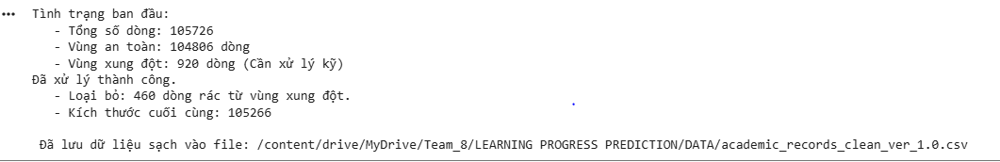 ••• Tình trạng ban đầu:
- Tổng số dòng: 105726
- Vùng an toàn: 104806 dòng
- Vùng xung đột: 920 dòng (Cần xử lý kỹ)
Đã xử lý thành công.
- Loại bỏ: 460 dòng rác từ vùng xung đột.
- Kích thước cuối cùng: 105266
Đã lưu dữ liệu sạch vào file: /content/drive/MyDrive/Team_8/LEARNING PROGRESS PREDICTION/DATA/academic_records_clean_ver_1.0.csv